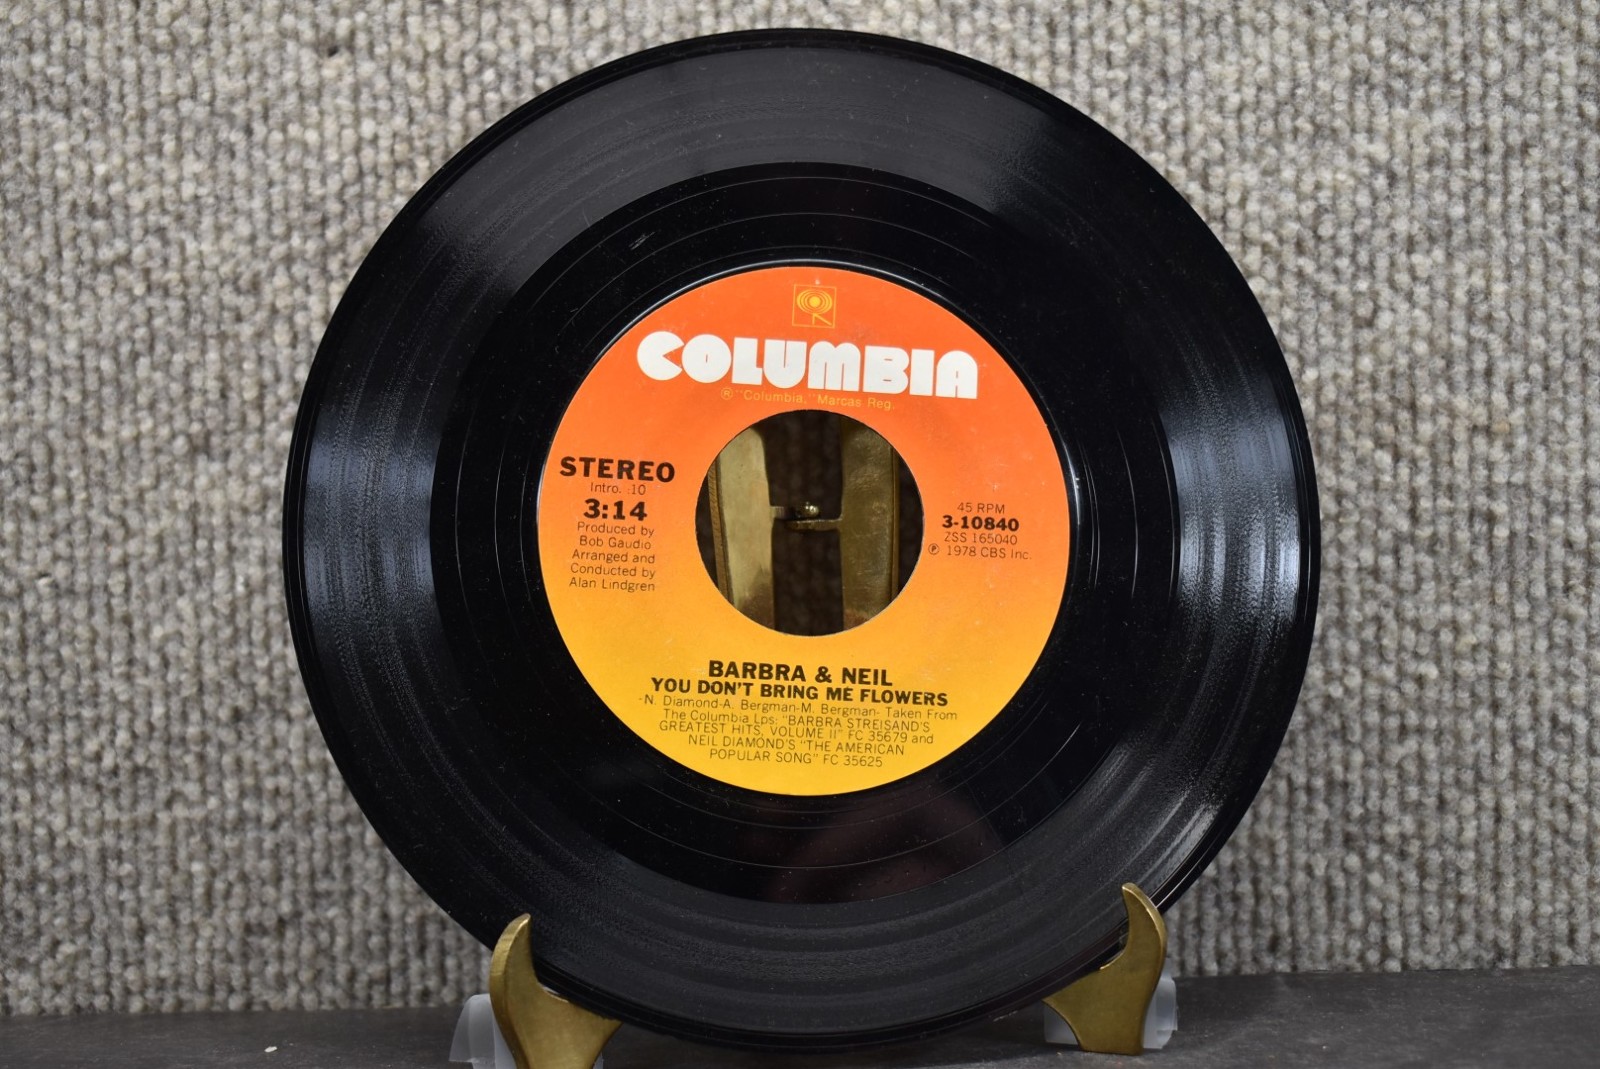 COLUMBIA
® "Columbia," Marcas Reg.
STEREO
Intro. :10
3:14
Produced by
Bob Gaudio
Arranged and
Conducted by
Alan Lindgren
45 RPM
3-10840
ZSS 165040
℗ 1978 CBS Inc.
BARBRA & NEIL
YOU DON'T BRING ME FLOWERS
-N. Diamond-A. Bergman-M. Bergman- Taken From
The Columbia Lps: "BARBRA STREISAND'S
GREATEST HITS, VOLUME II" FC 35679 and
NEIL DIAMOND'S "THE AMERICAN
POPULAR SONG" FC 35625